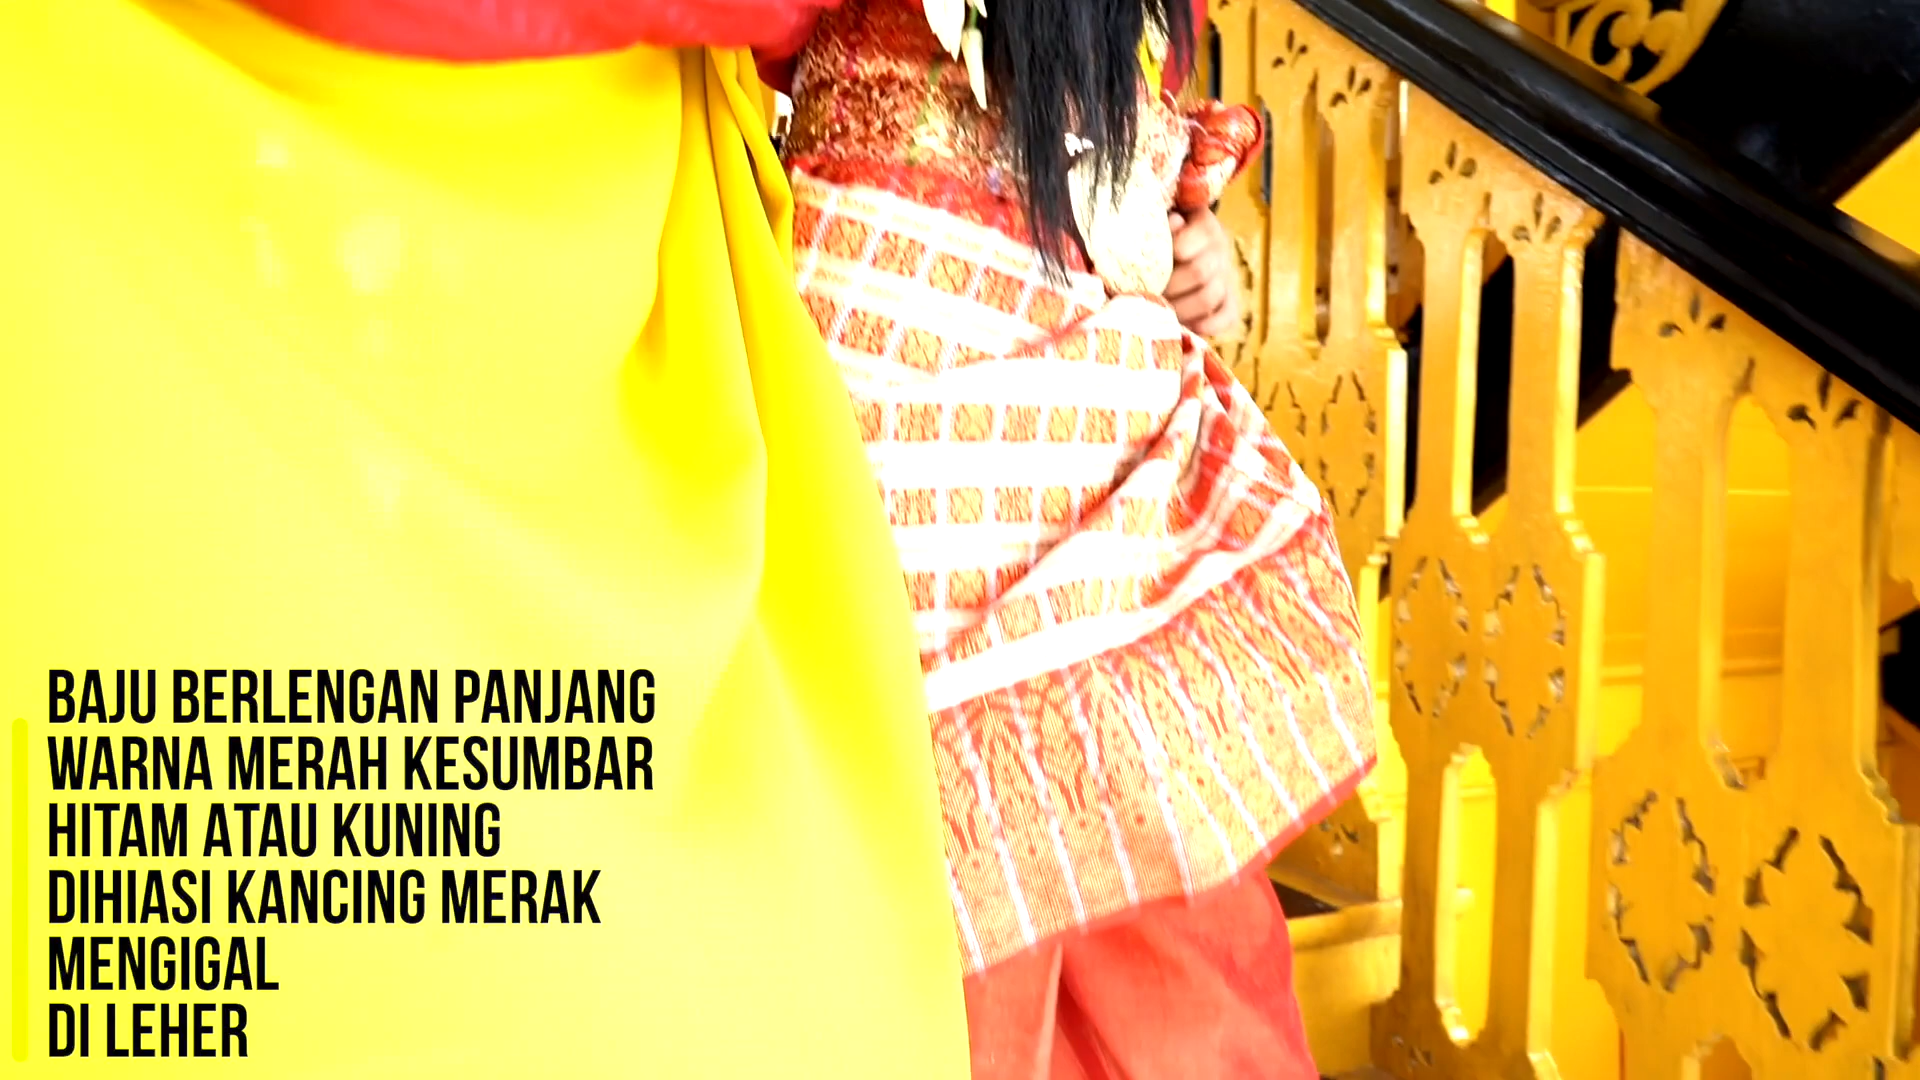 BAJU BERLENGAN PANJANG
WARNA MERAH KESUMBAR
HITAM ATAU KUNING
DIHIASI KANCING MERAK
MENGIGAL
DI LEHER